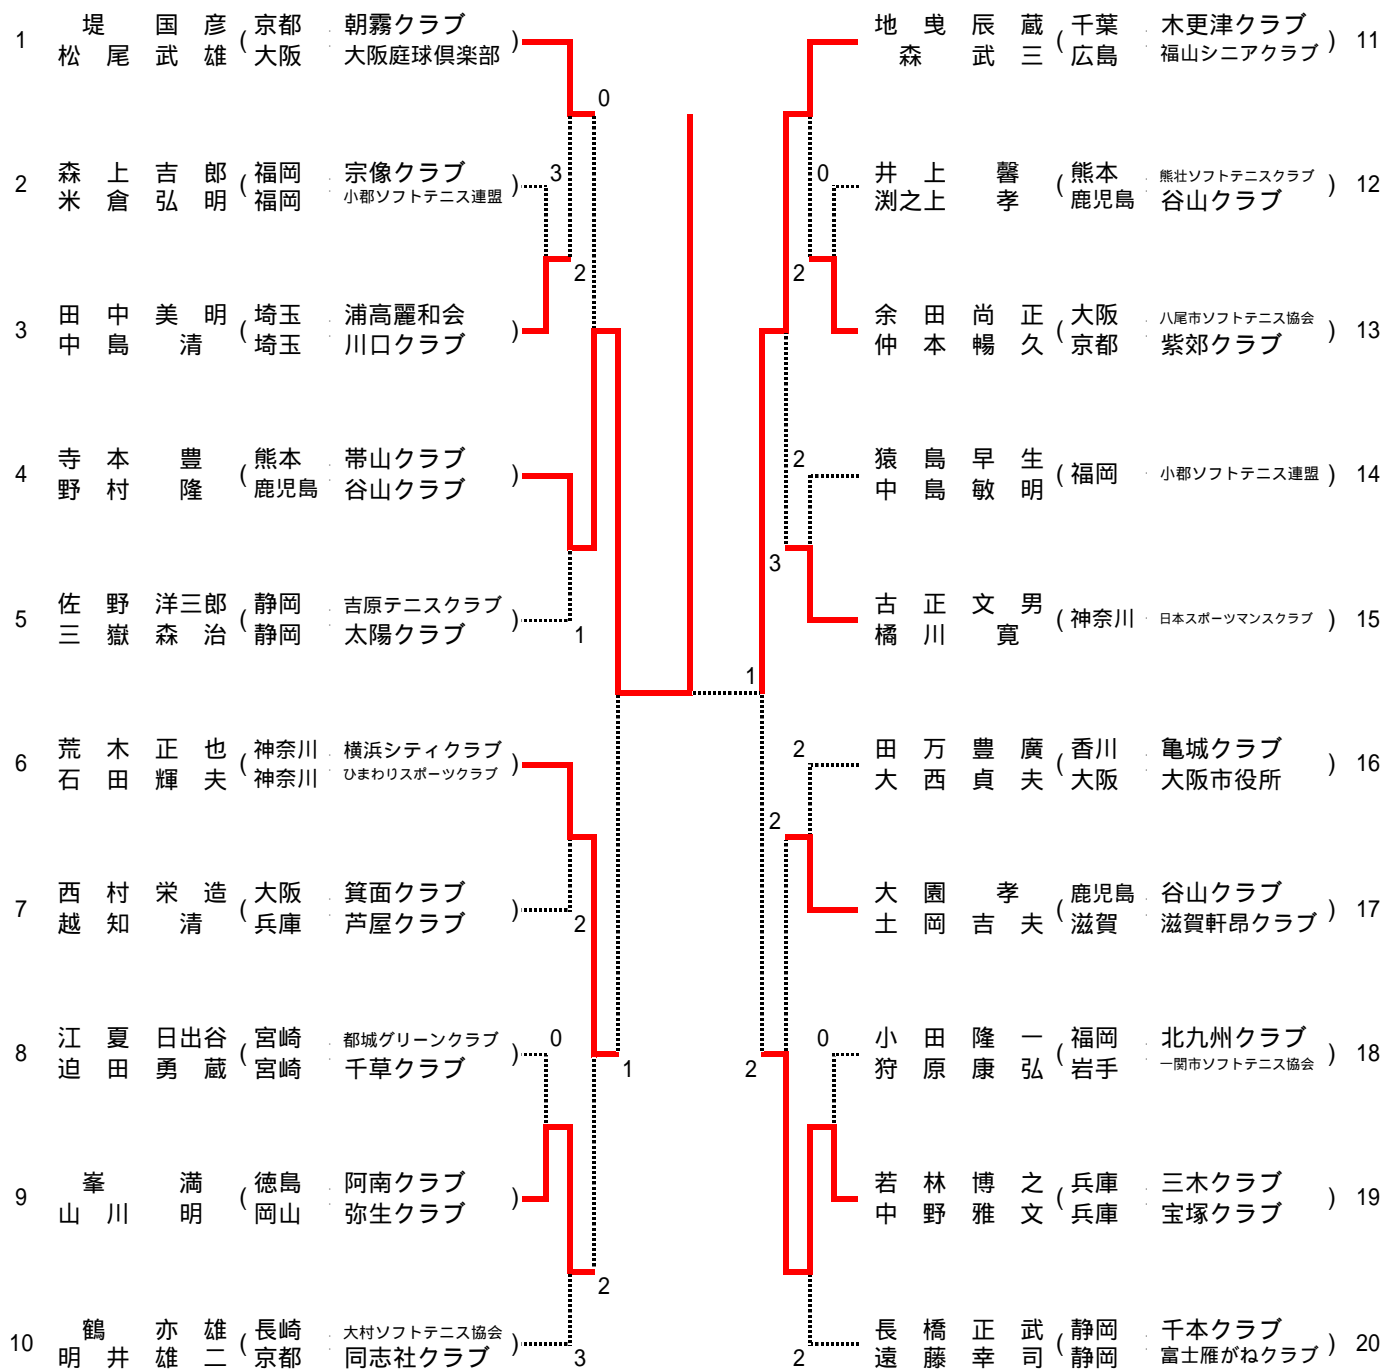 1 堤 国 彦 ( 京都 朝霧クラブ )
松 尾 武 雄 大阪 大阪庭球倶楽部
0
2 森 上 吉 郎 ( 福岡 宗像クラブ ) 3
米 倉 弘 明 福岡 小郡ソフトテニス連盟
2
3 田 中 美 明 ( 埼玉 浦高麗和会 )
中 島 清 埼玉 川口クラブ
4 寺 本 豊 ( 熊本 帯山クラブ )
野 村 隆 鹿児島 谷山クラブ
5 佐 野 洋三郎 ( 静岡 吉原テニスクラブ )
三 嶽 森 治 静岡 太陽クラブ
1
6 荒 木 正 也 ( 神奈川 横浜シティクラブ )
石 田 輝 夫 神奈川 ひまわりスポーツクラブ
7 西 村 栄 造 ( 大阪 箕面クラブ )
越 知 清 兵庫 芦屋クラブ
2
8 江 夏 日出谷 ( 宮崎 都城グリーンクラブ ) 0
迫 田 勇 蔵 宮崎 千草クラブ
1
9 峯 満 ( 徳島 阿南クラブ )
山 川 明 岡山 弥生クラブ
2
10 鶴 亦 雄 ( 長崎 大村ソフトテニス協会 )
明 井 雄 二 京都 同志社クラブ
3
地 曵 辰 蔵 ( 千葉 木更津クラブ ) 11
森 武 三 広島 福山シニアクラブ
0 井 上 馨 ( 熊本 熊壮ソフトテニスクラブ ) 12
渕之上 孝 鹿児島 谷山クラブ
2
余 田 尚 正 ( 大阪 八尾市ソフトテニス協会 ) 13
仲 本 暢 久 京都 紫郊クラブ
2 猿 島 早 生 ( 福岡 小郡ソフトテニス連盟 ) 14
中 島 敏 明
3
古 正 文 男 ( 神奈川 日本スポーツマンスクラブ ) 15
橘 川 寛
1
2 田 万 豊 廣 ( 香川 亀城クラブ ) 16
大 西 貞 夫 大阪 大阪市役所
2
大 園 孝 ( 鹿児島 谷山クラブ ) 17
土 岡 吉 夫 滋賀 滋賀軒昂クラブ
0 小 田 隆 一 ( 福岡 北九州クラブ ) 18
狩 原 康 弘 岩手 一関市ソフトテニス協会
2
若 林 博 之 ( 兵庫 三木クラブ ) 19
中 野 雅 文 兵庫 宝塚クラブ
長 橋 正 武 ( 静岡 千本クラブ ) 20
遠 藤 幸 司 静岡 富士雁がねクラブ
2